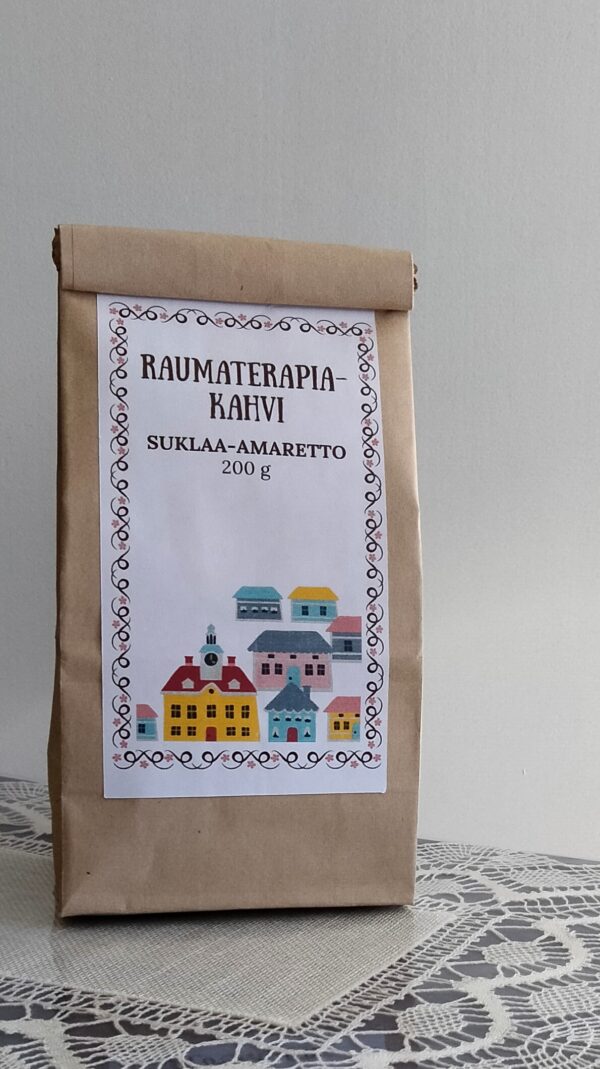 RAUMATERAPIA-
KAHVI
SUKLAA-AMARETTO
200 g